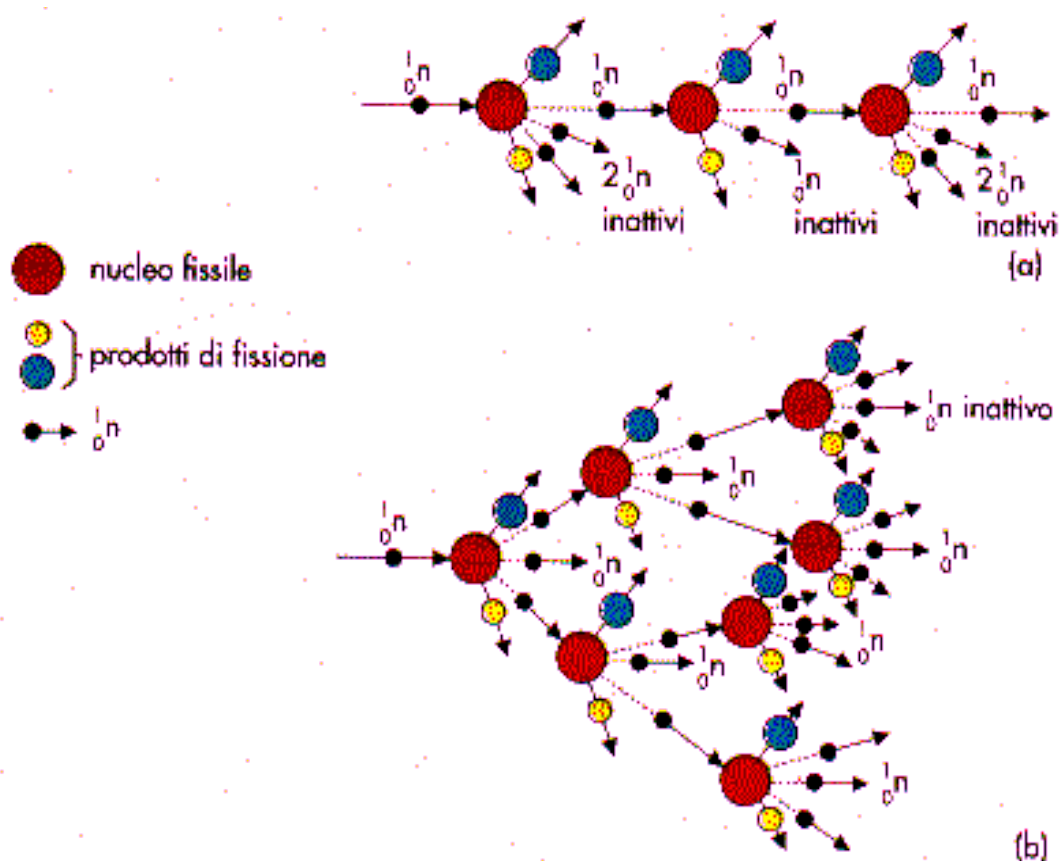 ¹₀n
¹₀n
¹₀n
¹₀n
2¹₀n
inattivi
¹₀n
inattivi
2¹₀n
inattivi
(a)
nucleo fissile
prodotti di fissione
¹₀n
¹₀n inattivo
¹₀n
¹₀n
¹₀n
¹₀n
¹₀n
¹₀n
¹₀n
(b)